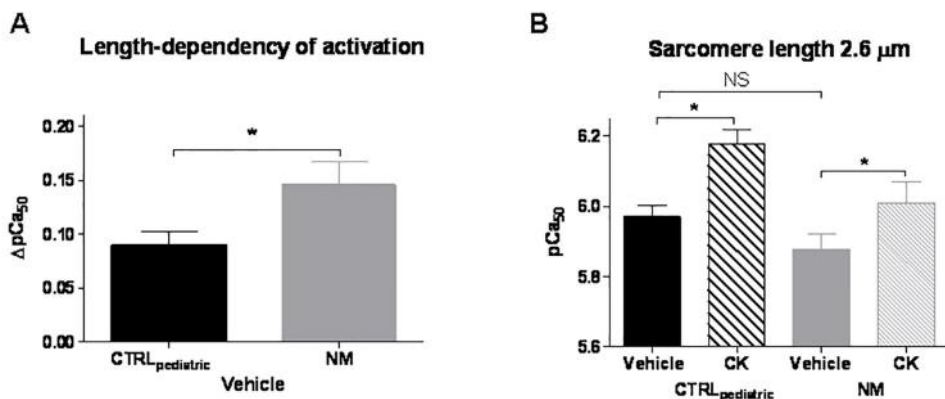 A
Length-dependency of activation
*
0.20
0.15
0.10
0.05
0.00
ΔpCa50
CTRLpediatric NM
Vehicle
B
Sarcomere length 2.6 μm
NS
*
*
6.2
6.0
5.8
5.6
pCa50
Vehicle CK Vehicle CK
CTRLpediatric NM